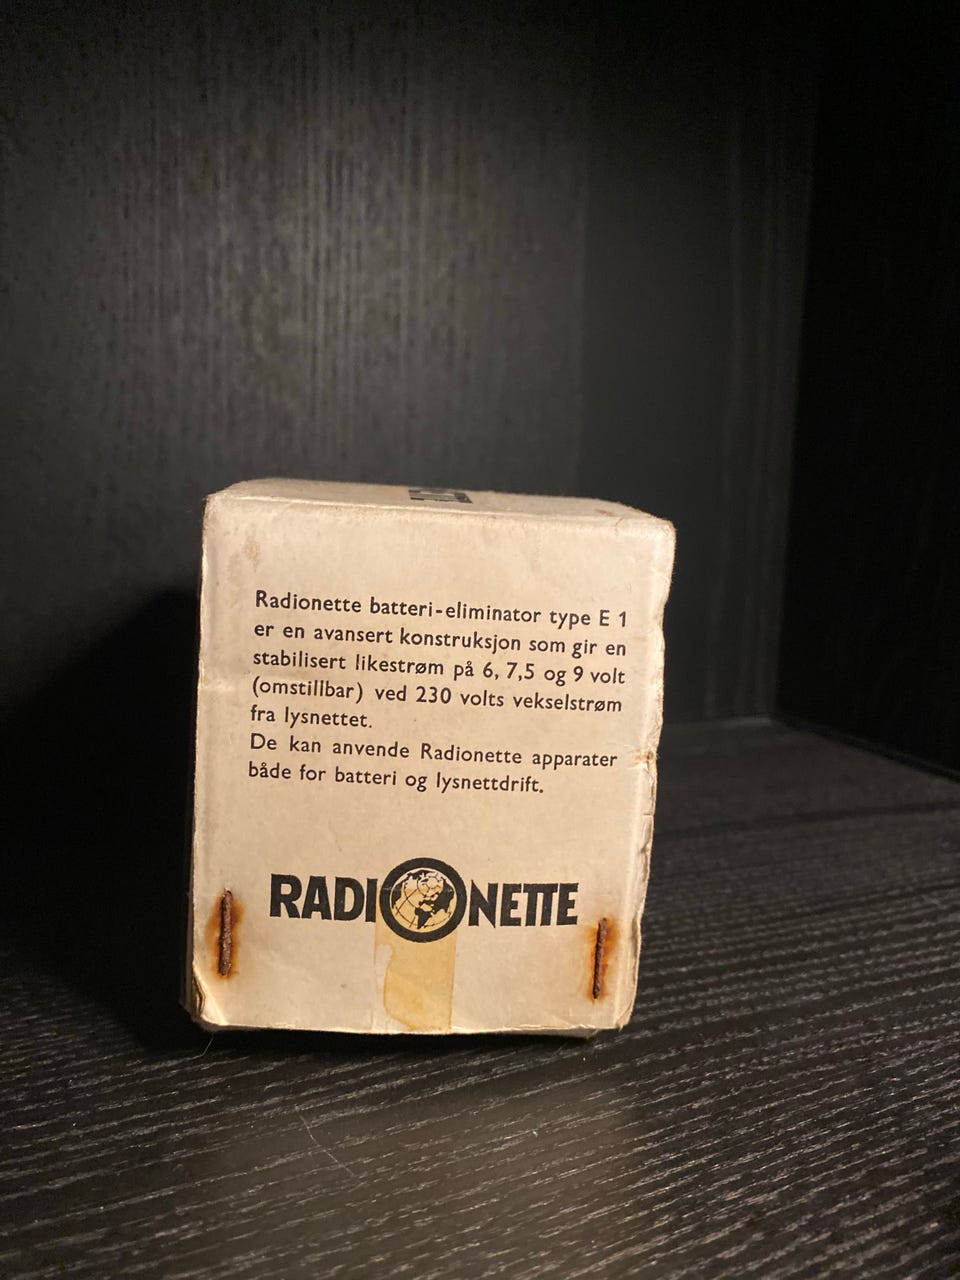 Radionette batteri-eliminator type E 1
er en avansert konstruksjon som gir en
stabilisert likestrøm på 6, 7,5 og 9 volt
(omstillbar) ved 230 volts vekselstrøm
fra lysnettet.
De kan anvende Radionette apparater
både for batteri og lysnettdrift.
RADIONETTE